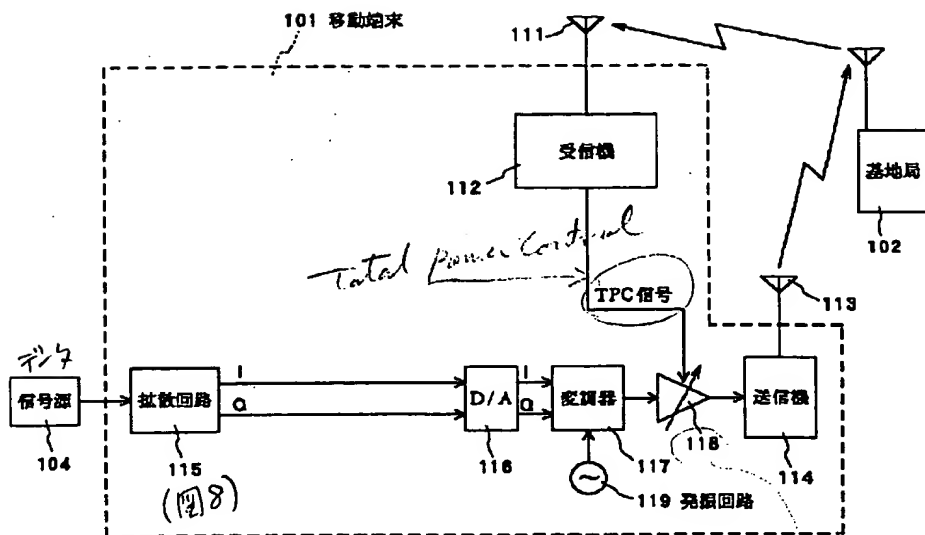 101 移動端末
111
受信機
112
基地局
102
Total Power Control
TPC信号
113
データ
信号源
104
拡散回路
115
(図8)
I
Q
D/A
116
I
Q
変調器
117
118
送信機
114
119 発振回路